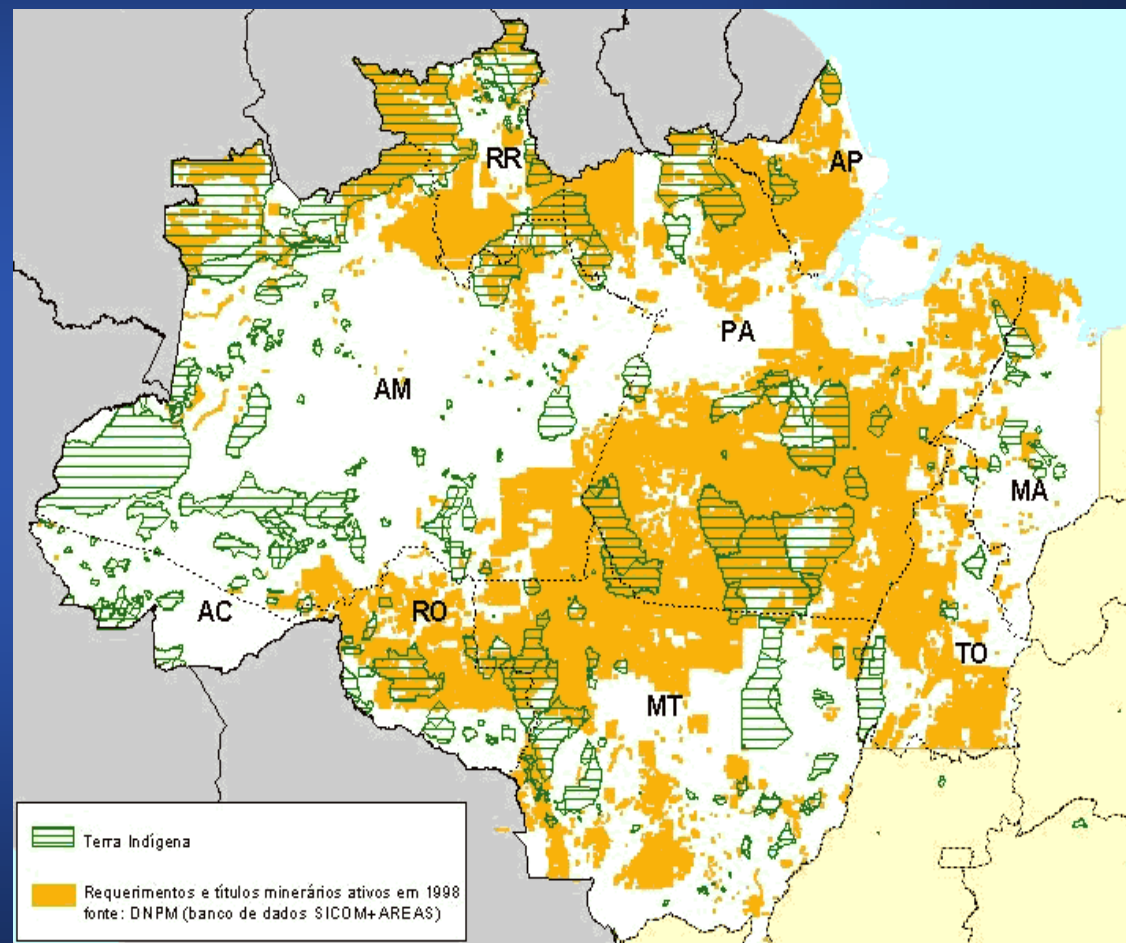 RR
AP
PA
AM
MA
AC
RO
TO
MT
Terra Indígena
Requerimentos e títulos minerários ativos em 1998
fonte: DNPM (banco de dados SICOM+AREAS)